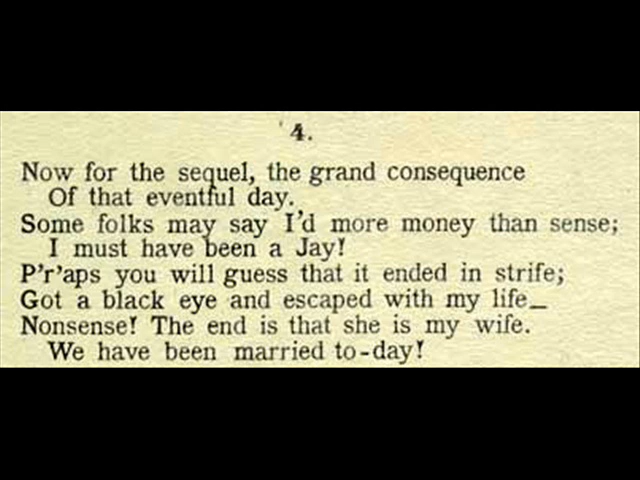 4.
Now for the sequel, the grand consequence
Of that eventful day.
Some folks may say I'd more money than sense;
I must have been a Jay!
P'r'aps you will guess that it ended in strife;
Got a black eye and escaped with my life_
Nonsense! The end is that she is my wife.
We have been married to-day!